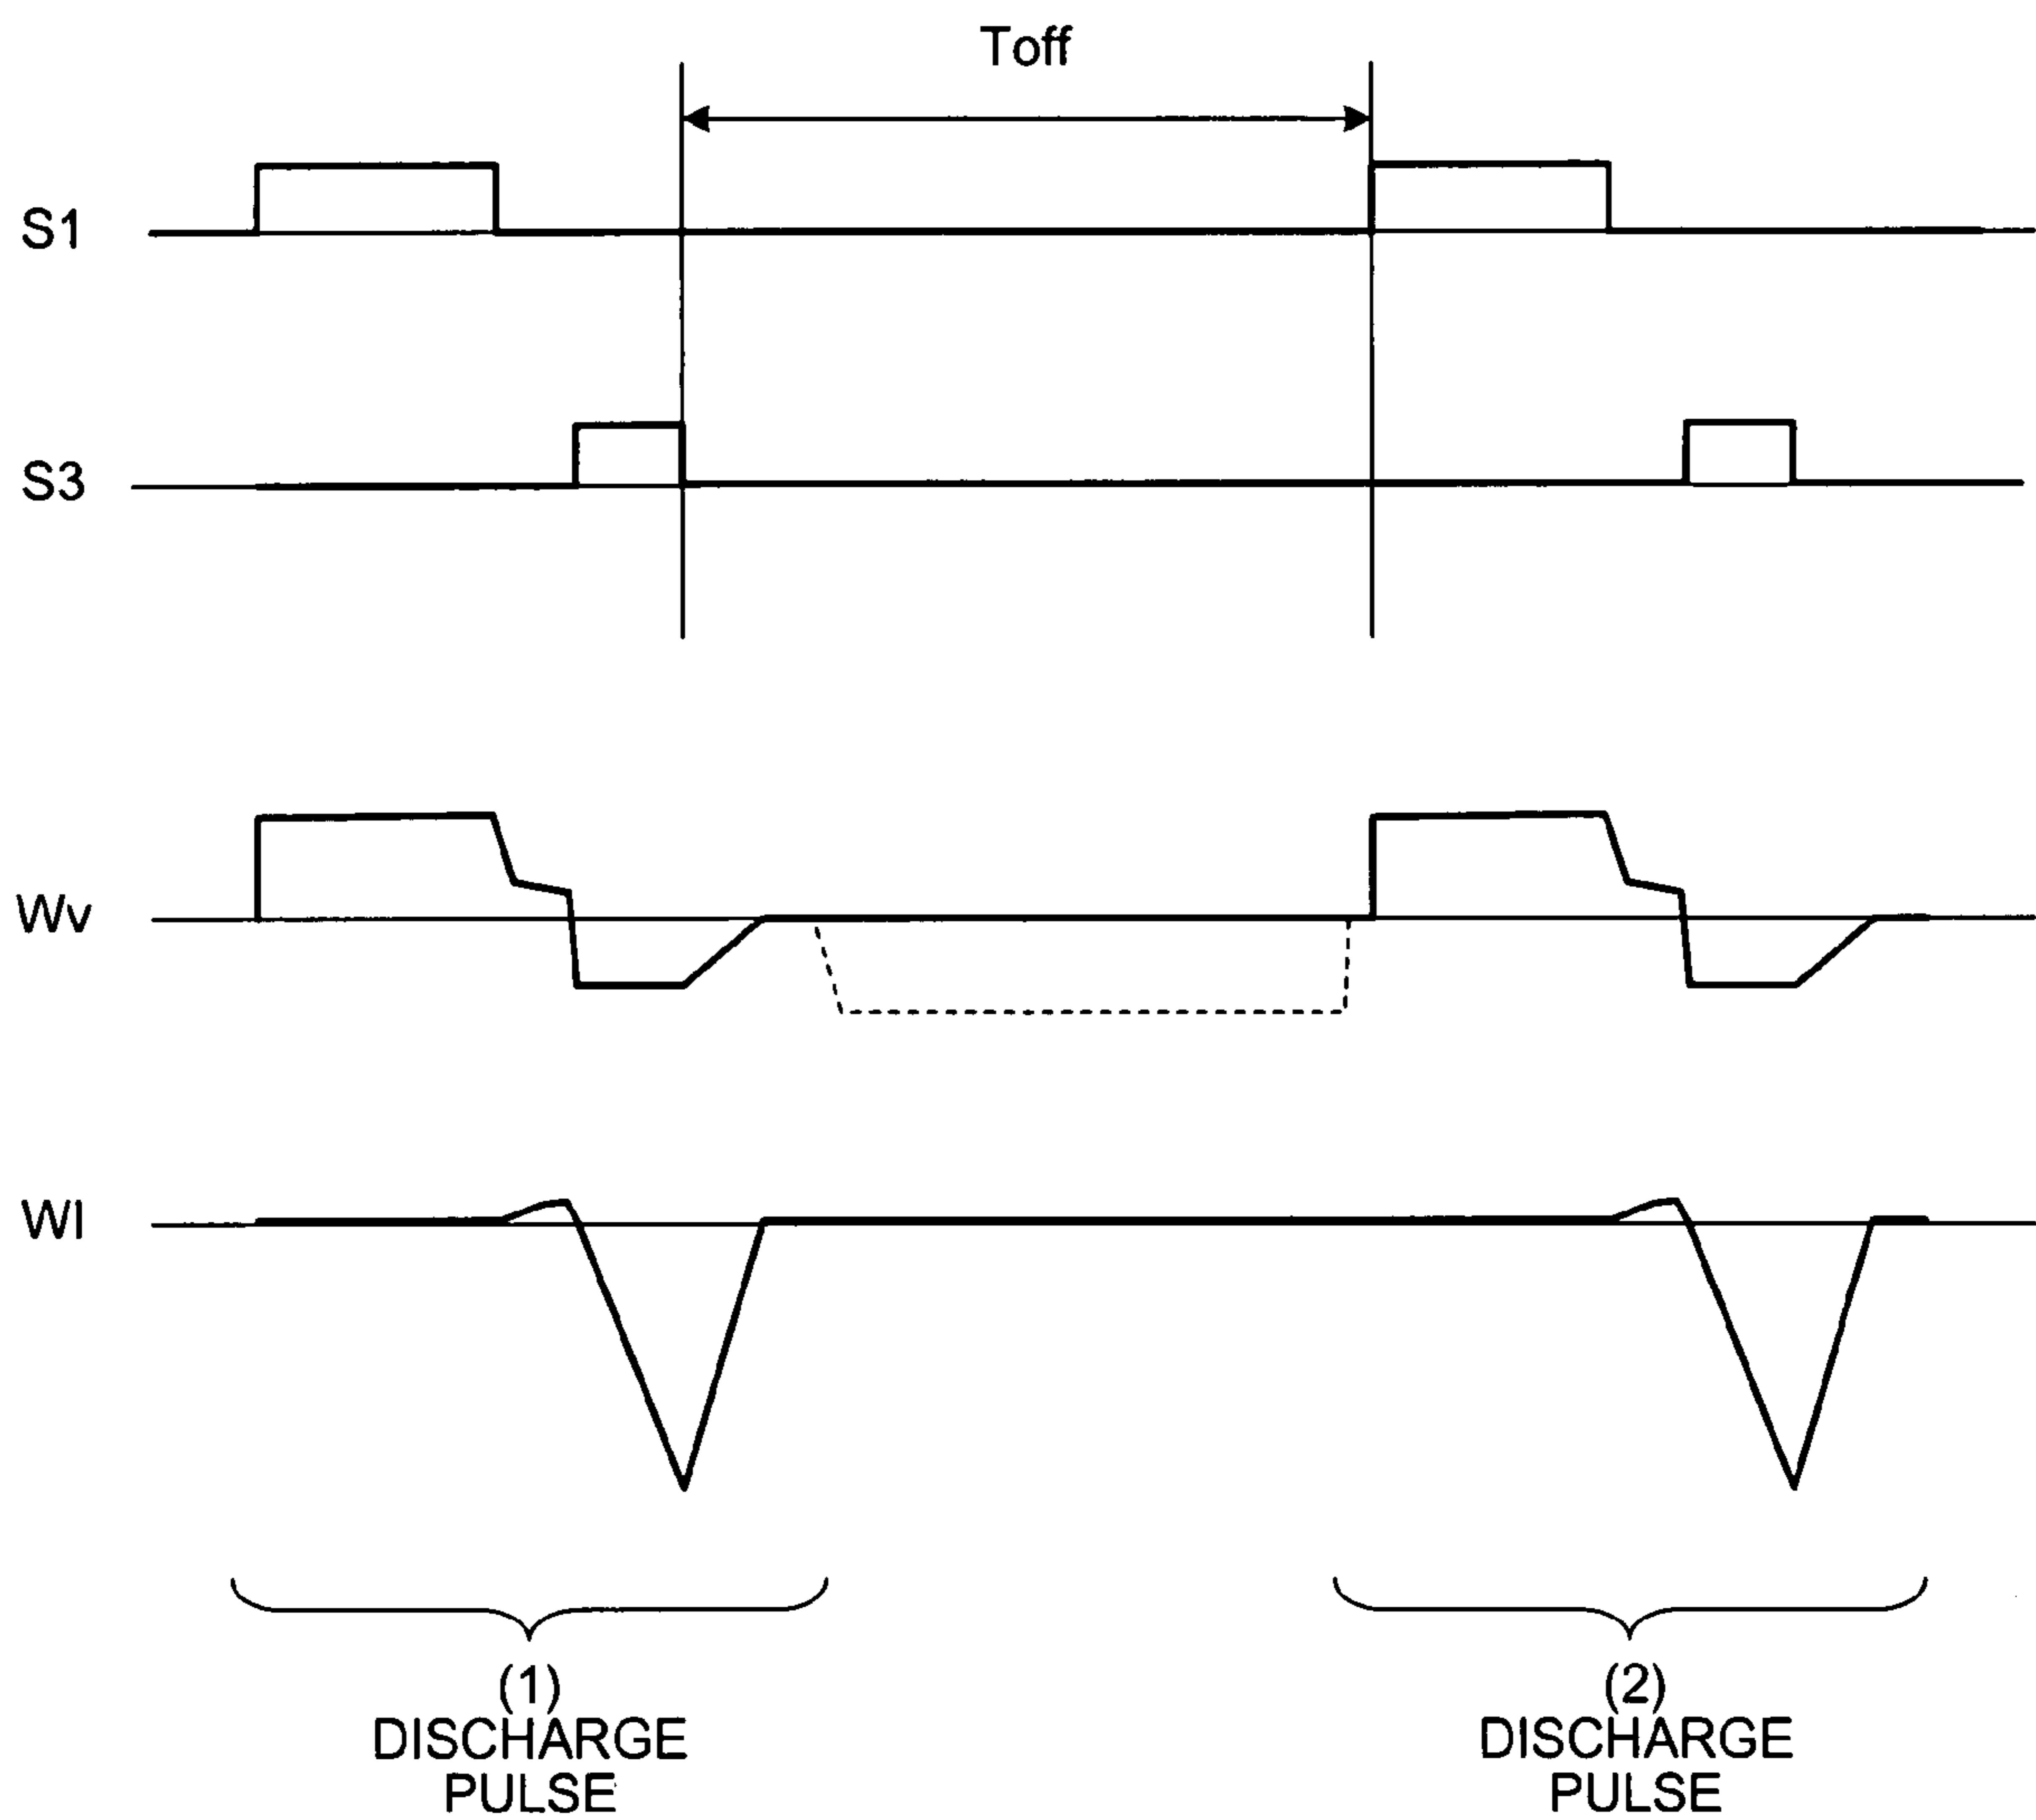 Toff
S1
S3
Wv
WI
(1)
DISCHARGE
PULSE
(2)
DISCHARGE
PULSE